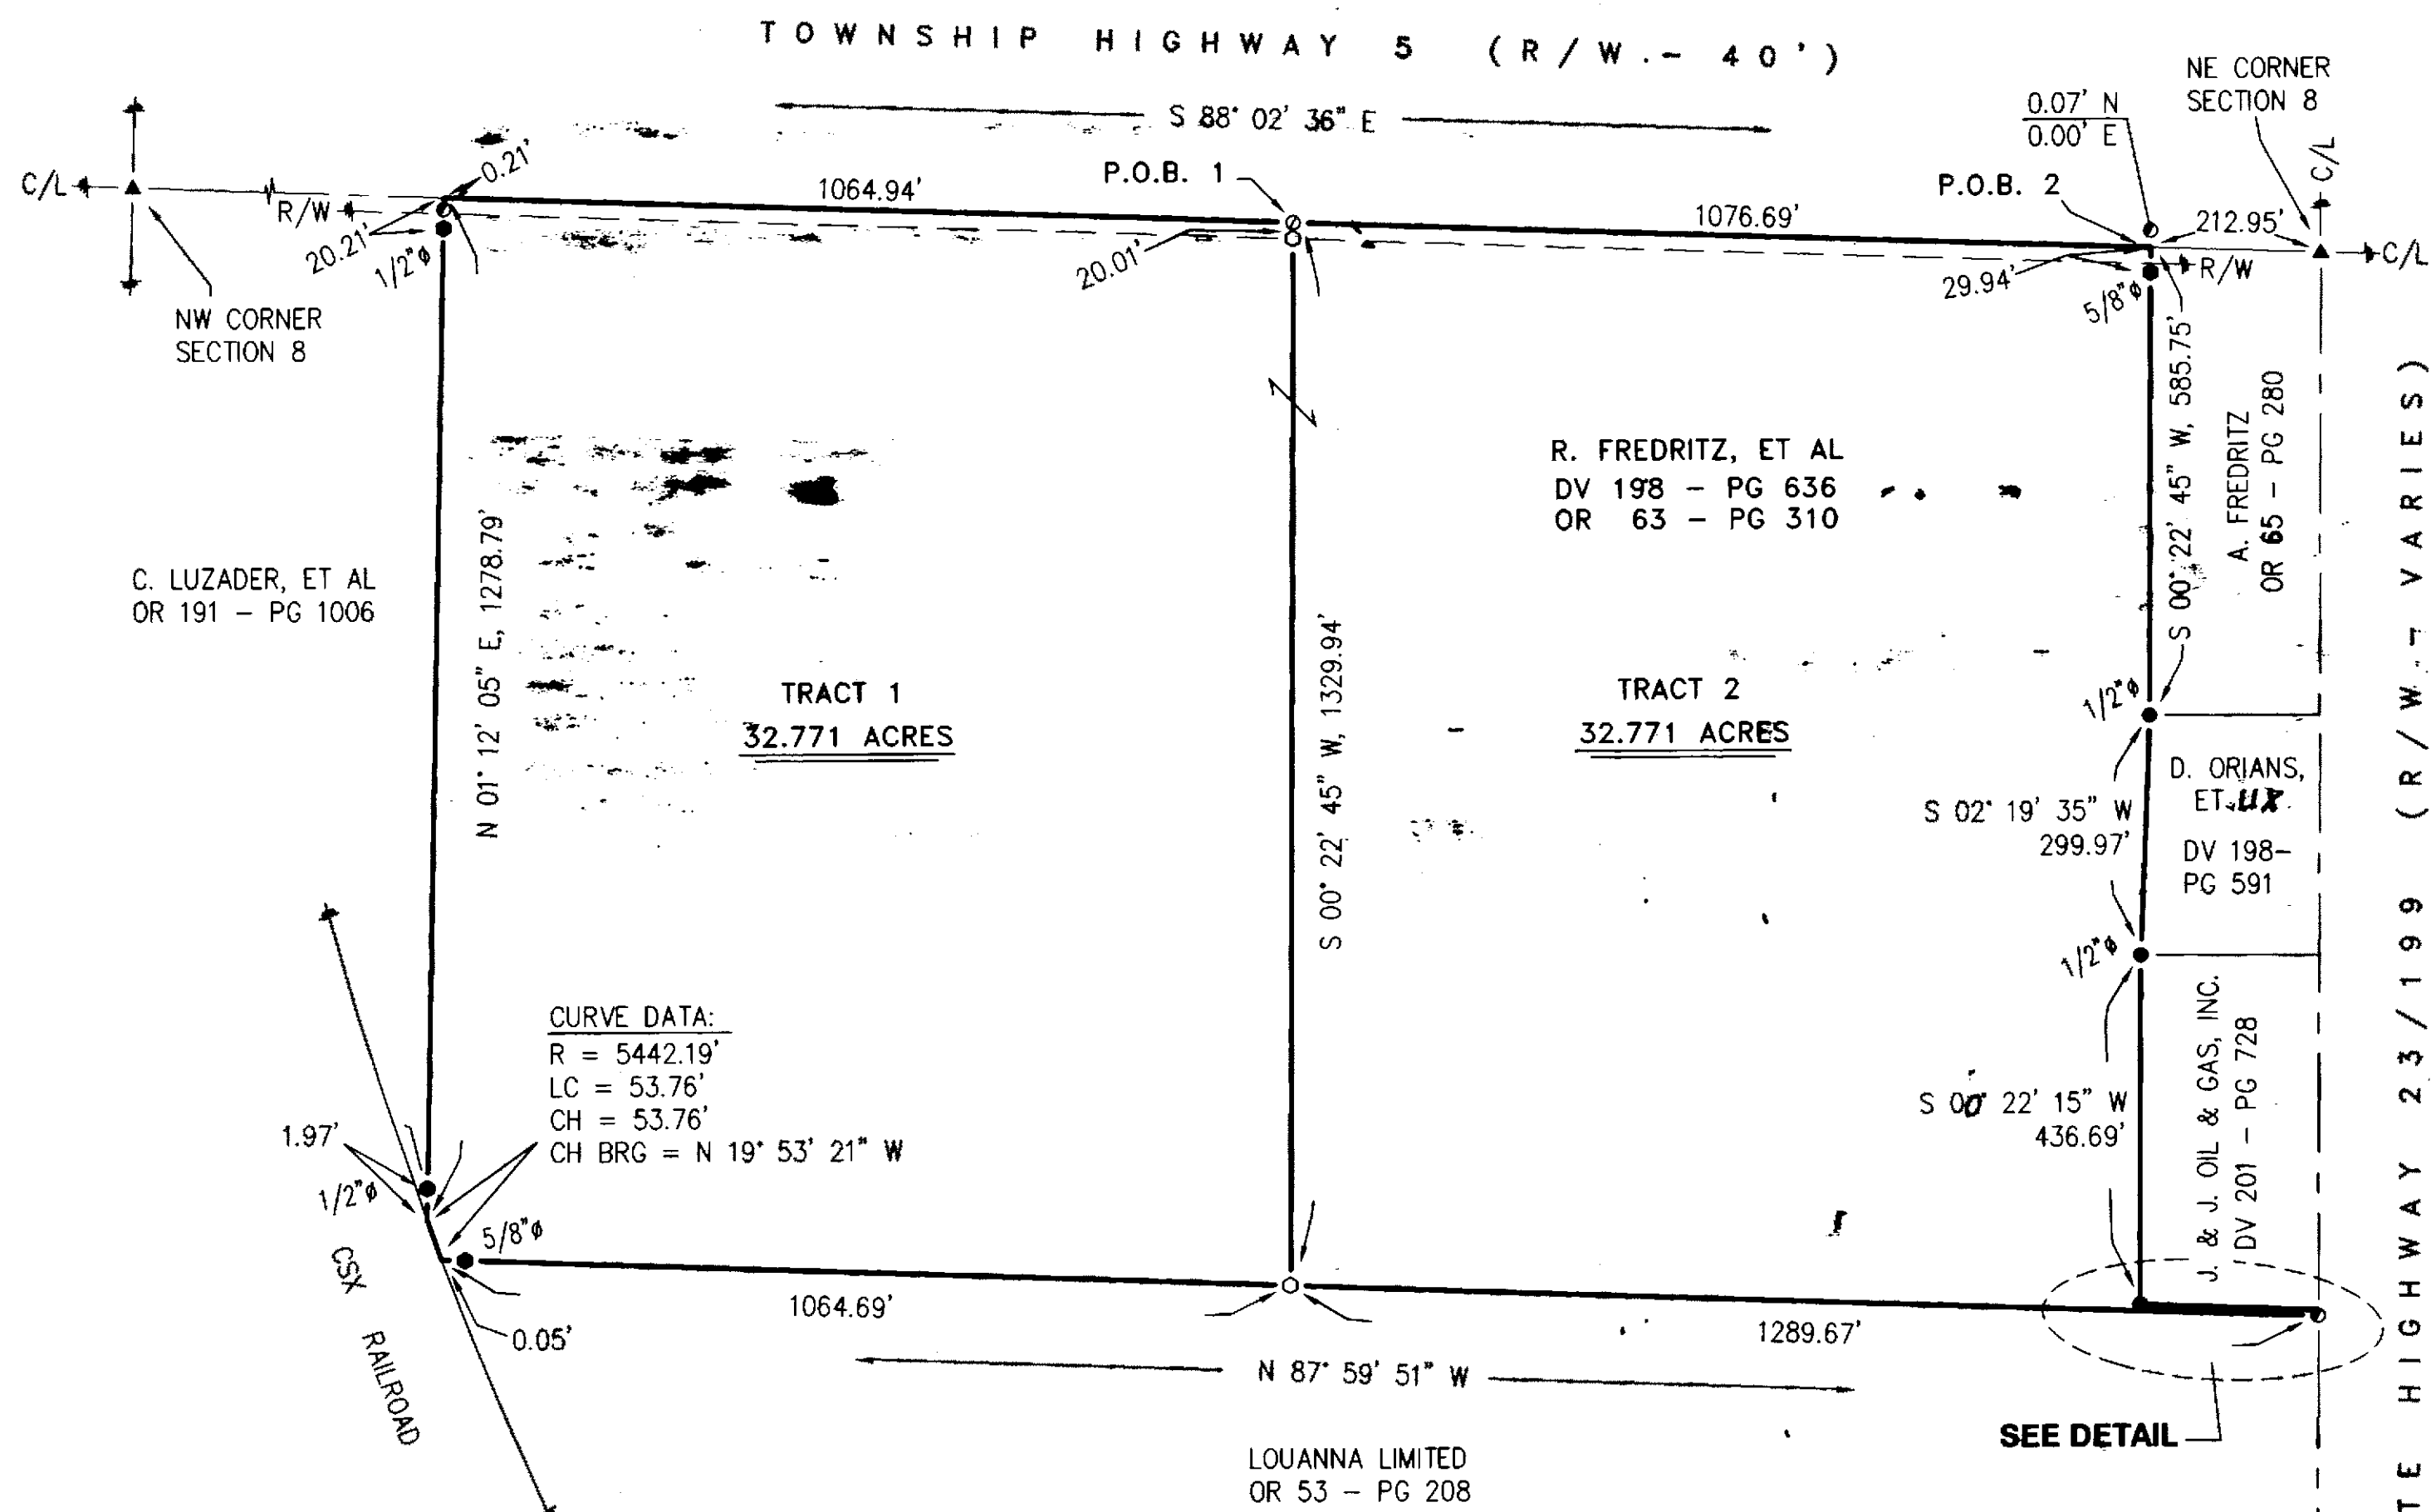 TOWNSHIP HIGHWAY 5 (R/W.- 40')
S 88° 02' 36" E
NE CORNER
SECTION 8
0.07' N
0.00' E
C/L
C/L
0.21'
1064.94'
P.O.B. 1
1076.69'
P.O.B. 2
212.95'
C/L
R/W
R/W
20.21'
1/2"ø
20.01'
29.94'
5/8"ø
NW CORNER
SECTION 8
S 00° 22' 45" W, 585.75'
A. FREDRITZ
OR 65 - PG 280
R. FREDRITZ, ET AL
DV 198 - PG 636
OR 63 - PG 310
C. LUZADER, ET AL
OR 191 - PG 1006
N 01° 12' 05" E, 1278.79'
TRACT 1
32.771 ACRES
S 00° 22' 45" W, 1329.94'
TRACT 2
32.771 ACRES
1/2"ø
D. ORIANS,
ET UX
DV 198-
PG 591
S 02° 19' 35" W
299.97'
1/2"ø
CURVE DATA:
R = 5442.19'
LC = 53.76'
CH = 53.76'
CH BRG = N 19° 53' 21" W
1.97'
1/2"ø
5/8"ø
S 00° 22' 15" W
436.69'
J. & J. OIL & GAS, INC.
DV 201 - PG 728
CSX RAILROAD
0.05'
1064.69'
1289.67'
N 87° 59' 51" W
SEE DETAIL
LOUANNA LIMITED
OR 53 - PG 208
TE HIGHWAY 23/199 (R/W.- VARIES)